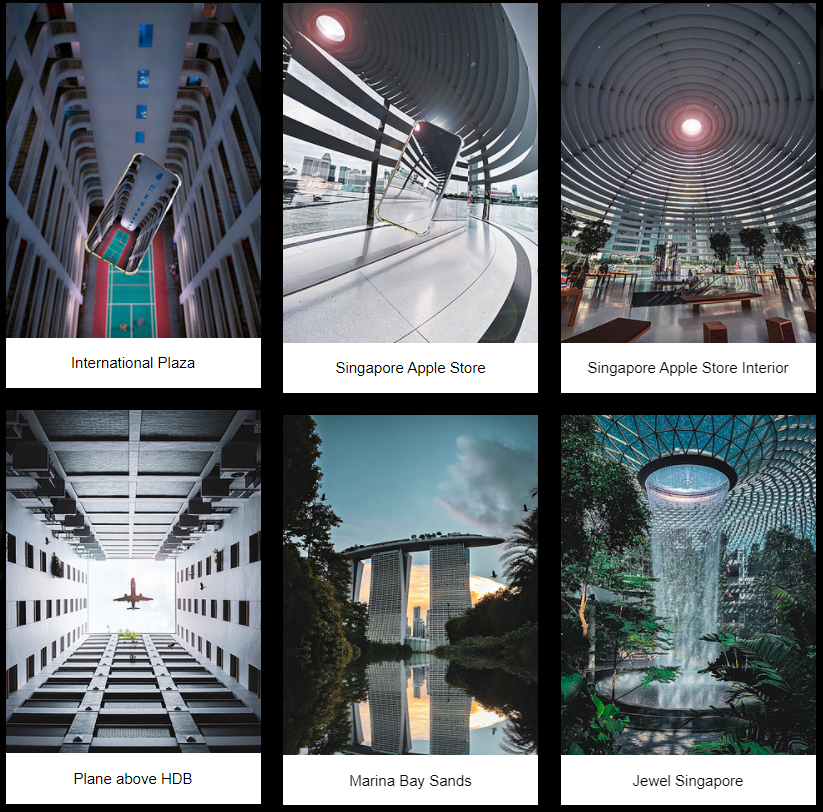 International Plaza
Singapore Apple Store
Singapore Apple Store Interior
Plane above HDB
Marina Bay Sands
Jewel Singapore